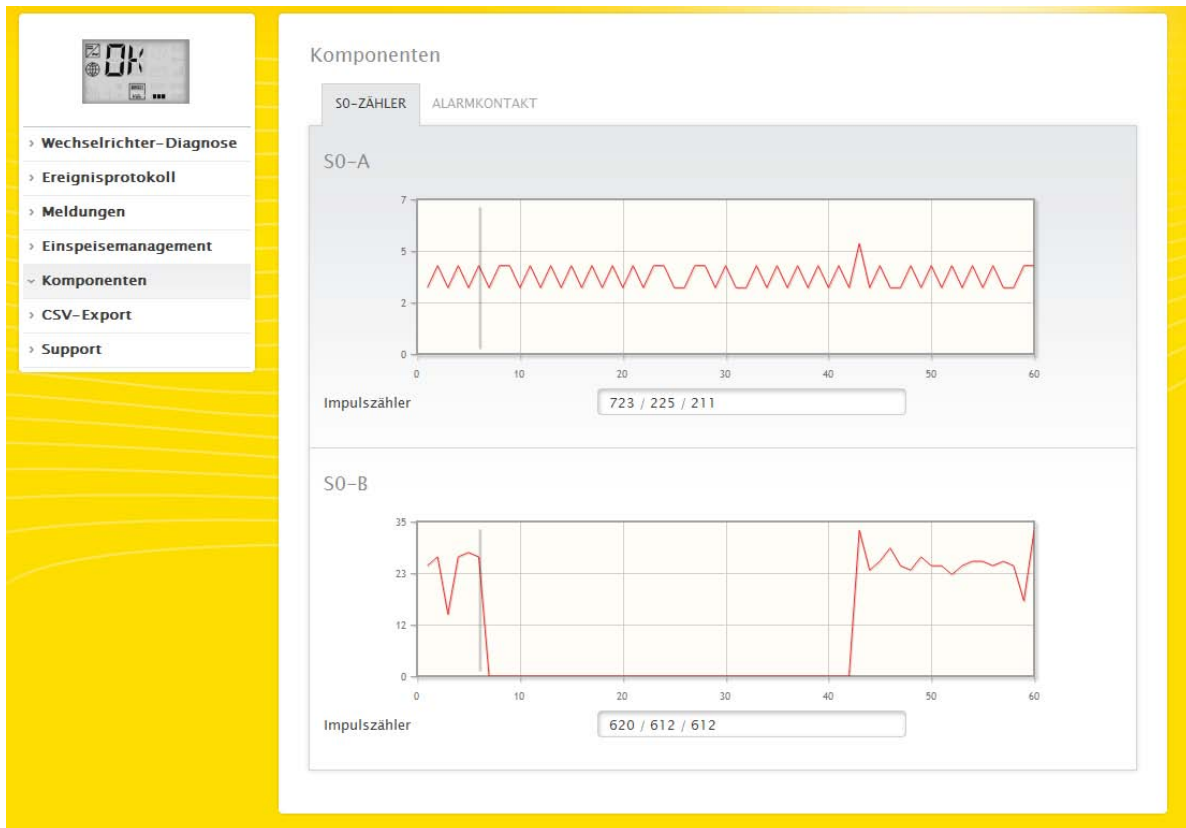 OK
Wechselrichter-Diagnose
Ereignisprotokoll
Meldungen
Einspeisemanagement
Komponenten
CSV-Export
Support
Komponenten
S0-ZÄHLER ALARMKONTAKT
S0-A
7
5
2
0
0 10 20 30 40 50 60
Impulszähler 723 / 225 / 211
S0-B
35
23
12
0
0 10 20 30 40 50 60
Impulszähler 620 / 612 / 612